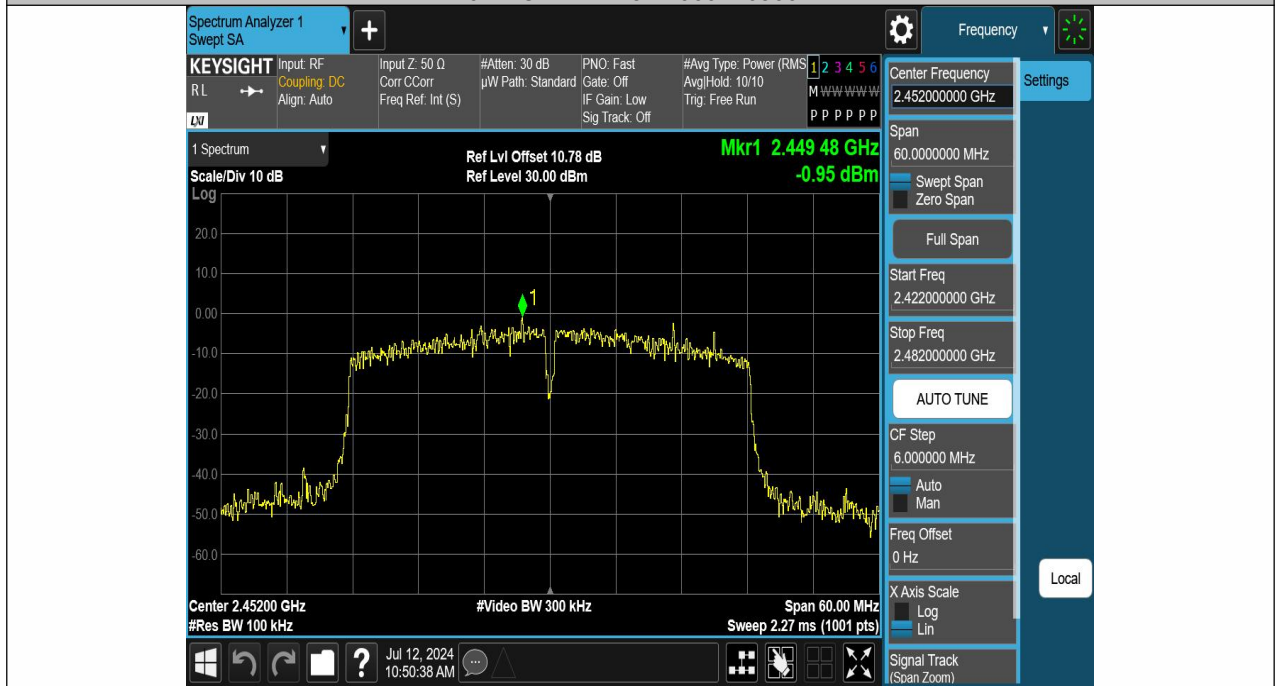 Spectrum Analyzer 1
Swept SA
+
Frequency
KEYSIGHT
RL
LXI
Input: RF
Coupling: DC
Align: Auto
Input Z: 50 Ω
Corr CCorr
Freq Ref: Int (S)
#Atten: 30 dB
µW Path: Standard
PNO: Fast
Gate: Off
IF Gain: Low
Sig Track: Off
#Avg Type: Power (RMS
Avg|Hold: 10/10
Trig: Free Run
1 2 3 4 5 6
M W W W W W
P P P P P P
1 Spectrum
Scale/Div 10 dB
Ref Lvl Offset 10.78 dB
Ref Level 30.00 dBm
Mkr1 2.449 48 GHz
-0.95 dBm
Log
20.0
10.0
0.00
-10.0
-20.0
-30.0
-40.0
-50.0
-60.0
1
Center 2.45200 GHz
#Res BW 100 kHz
#Video BW 300 kHz
Span 60.00 MHz
Sweep 2.27 ms (1001 pts)
Center Frequency
2.452000000 GHz
Settings
Span
60.0000000 MHz
Swept Span
Zero Span
Full Span
Start Freq
2.422000000 GHz
Stop Freq
2.482000000 GHz
AUTO TUNE
CF Step
6.000000 MHz
Auto
Man
Freq Offset
0 Hz
Local
X Axis Scale
Log
Lin
Signal Track
(Span Zoom)
?
Jul 12, 2024
10:50:38 AM